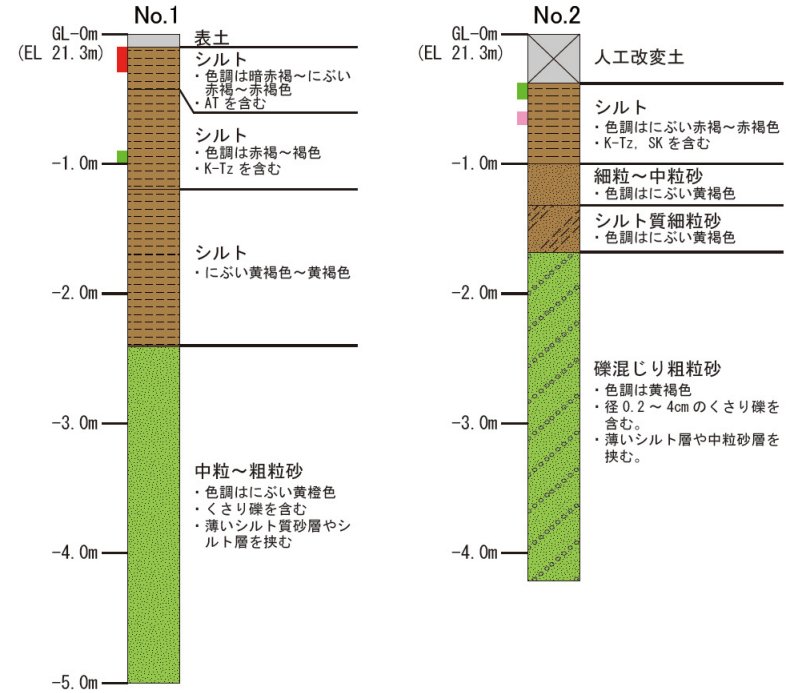 No.1
GL-0m
(EL 21.3m)
-1.0m
-2.0m
-3.0m
-4.0m
-5.0m
表土
シルト
・色調は暗赤褐～にぶい
赤褐～赤褐色
・AT を含む
シルト
・色調は赤褐～褐色
・K-Tz を含む
シルト
・にぶい黄褐色～黄褐色
中粒～粗粒砂
・色調はにぶい黄橙色
・くさり礫を含む
・薄いシルト質砂層やシ
ルト層を挟む
No.2
GL-0m
(EL 21.3m)
-1.0m
-2.0m
-3.0m
-4.0m
人工改変土
シルト
・色調はにぶい赤褐～赤褐色
・K-Tz, SK を含む
細粒～中粒砂
・色調はにぶい黄褐色
シルト質細粒砂
・色調はにぶい黄褐色
礫混じり粗粒砂
・色調は黄褐色
・径 0.2 ～ 4cm のくさり礫を
含む。
・薄いシルト層や中粒砂層を
挟む。